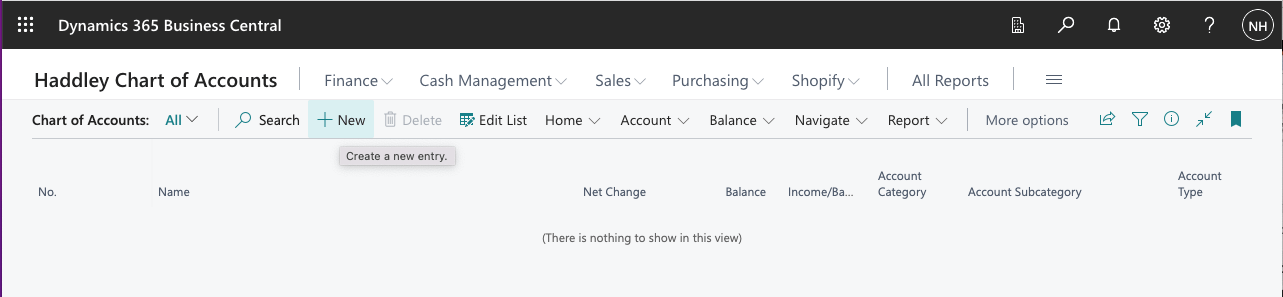 Dynamics 365 Business Central ? NH
Haddley Chart of Accounts Finance Cash Management Sales Purchasing Shopify All Reports
Chart of Accounts: All Search + New Delete Edit List Home Account Balance Navigate Report More options
Create a new entry.
No. Name Net Change Balance Income/Ba... Account Category Account Subcategory Account Type
(There is nothing to show in this view)